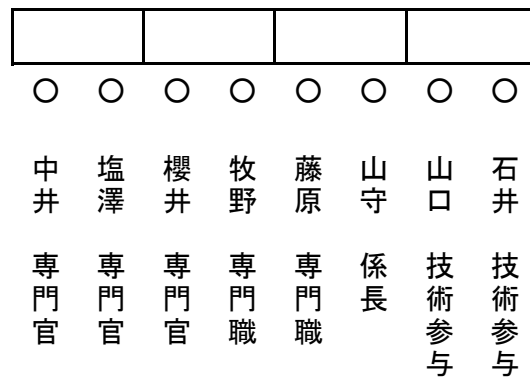 ○ ○ ○ ○ ○ ○ ○ ○
石井 技術参与
山口 技術参与
山守 係長
藤原 専門職
牧野 専門職
櫻井 専門官
塩澤 専門官
中井 専門官